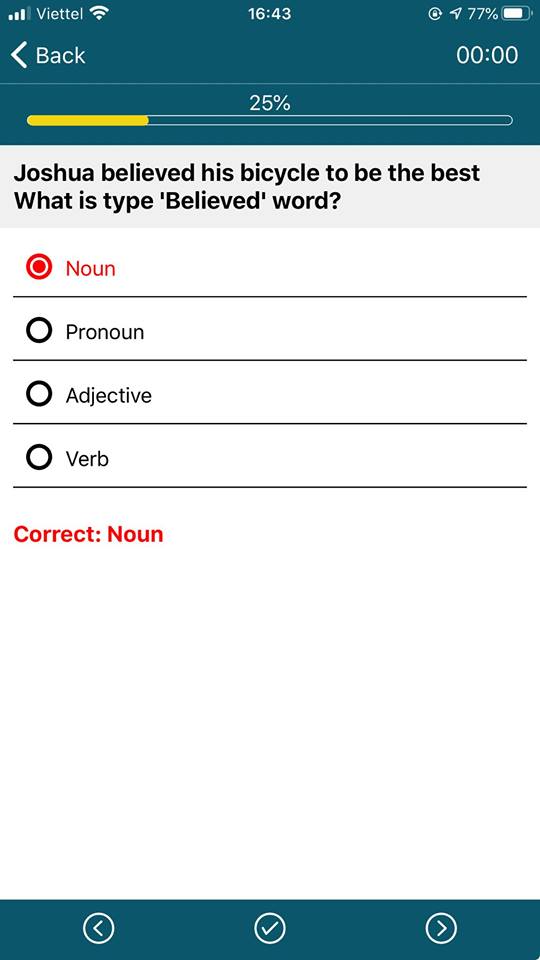 Viettel 16:43 77%
Back 00:00
25%
Joshua believed his bicycle to be the best
What is type 'Believed' word?
Noun
Pronoun
Adjective
Verb
Correct: Noun